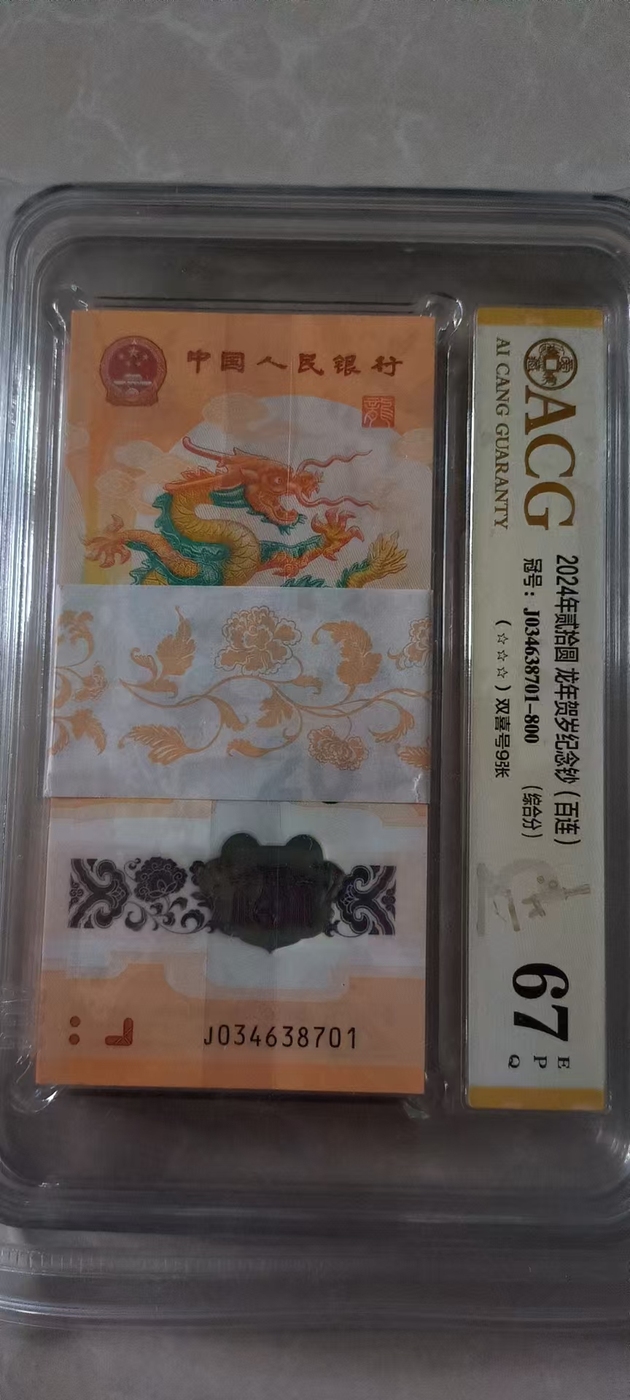 中国人民银行
龍
J034638701
ACG
AI CANG GUARANTY
2024年贰拾圆 龙年贺岁纪念钞（百连）
冠号：J034638701-800 （综合分）
（☆☆☆）双喜号9张
67
EPQ